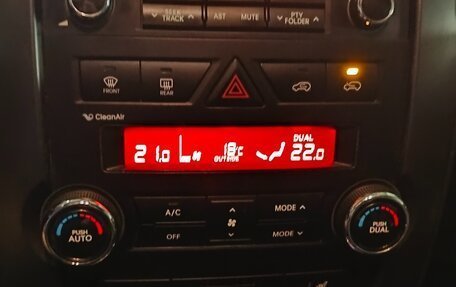 SEEK TRACK AST MUTE PTY FOLDER
FRONT REAR
CleanAir
DUAL
21.0 OUTSIDE 22.0
A/C MODE
PUSH AUTO PUSH DUAL
OFF MODE